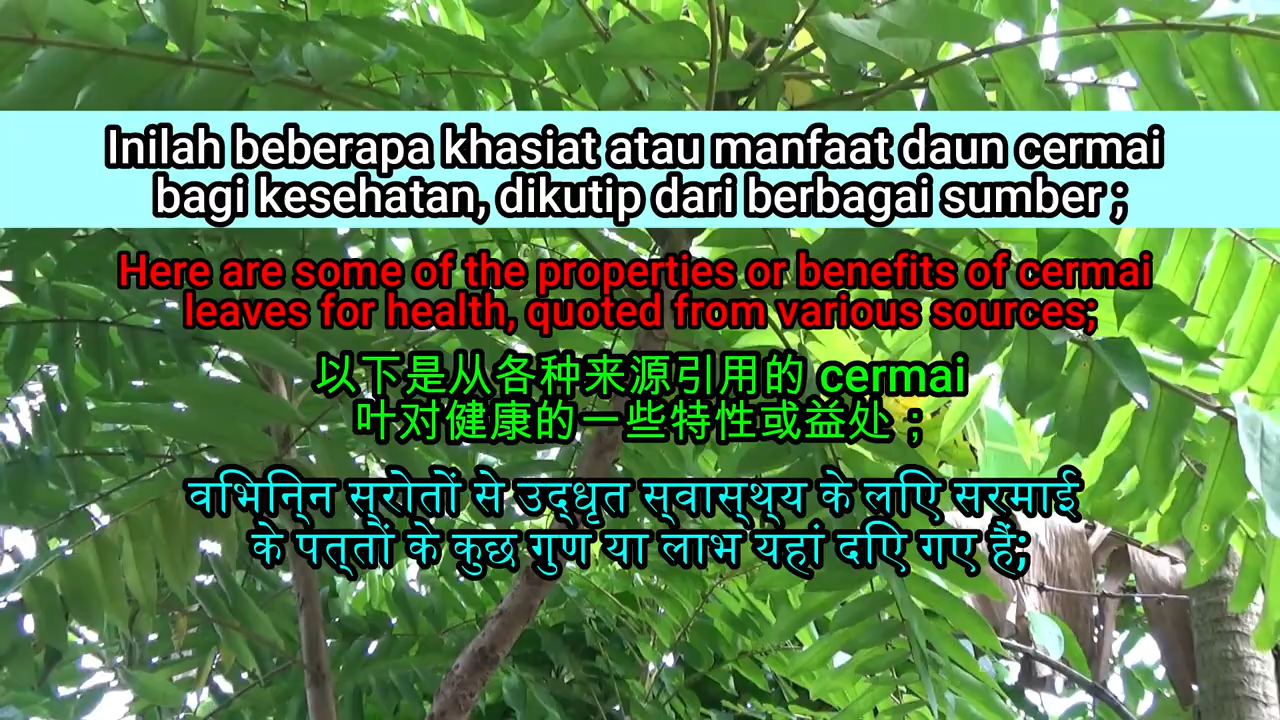 Inilah beberapa khasiat atau manfaat daun cermai
bagi kesehatan, dikutip dari berbagai sumber ;
Here are some of the properties or benefits of cermai
leaves for health, quoted from various sources;
以下是从各种来源引用的 cermai
叶对健康的一些特性或益处；
विभिन्न स्रोतों से उद्धृत स्वास्थ्य के लिए सरमाई
के पत्तों के कुछ गुण या लाभ यहां दिए गए हैं;